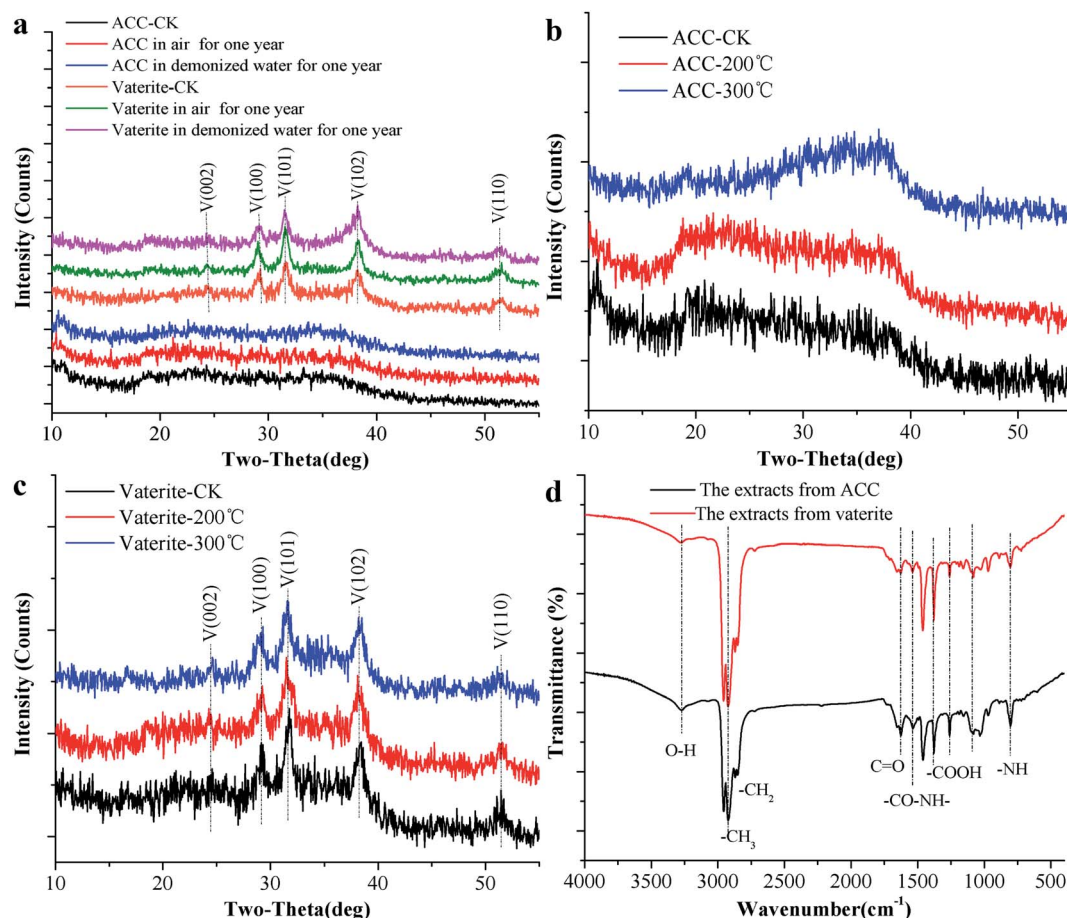 a
ACC-CK
ACC in air for one year
ACC in demonized water for one year
Vaterite-CK
Vaterite in air for one year
Vaterite in demonized water for one year
V(002)
V(100)
V(101)
V(102)
V(110)
Intensity (Counts)
10 20 30 40 50
Two-Theta(deg)
b
ACC-CK
ACC-200℃
ACC-300℃
Intensity (Counts)
10 20 30 40 50
Two-Theta(deg)
c
Vaterite-CK
Vaterite-200℃
Vaterite-300℃
V(002)
V(100)
V(101)
V(102)
V(110)
Intensity (Counts)
10 20 30 40 50
Two-Theta(deg)
d
The extracts from ACC
The extracts from vaterite
Transmittance (%)
O-H
-CH₃
-CH₂
C=O
-CO-NH-
-COOH
-NH
4000 3500 3000 2500 2000 1500 1000 500
Wavenumber(cm⁻¹)